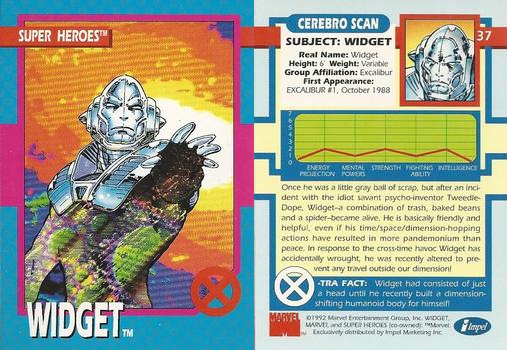 SUPER HEROES™
WIDGET™
CEREBRO SCAN
37
SUBJECT: WIDGET
Real Name: Widget
Height: 6' Weight: Variable
Group Affiliation: Excalibur
First Appearance:
EXCALIBUR #1, October 1988
7
6
5
4
3
2
1
0
ENERGY PROJECTION
MENTAL POWERS
STRENGTH
FIGHTING ABILITY
INTELLIGENCE
Once he was a little gray ball of scrap, but after an inci-
dent with the idiot savant psycho-inventor Tweedle-
Dope, Widget–a combination of trash, baked beans
and a spider–became alive. He is basically friendly and
helpful, even if his time/space/dimension-hopping
actions have resulted in more pandemonium than
peace. In response to the cross-time havoc Widget has
accidentally wrought, he was recently altered to prevent
any travel outside our dimension!
X-TRA FACT: Widget had consisted of just
a head until he recently built a dimension-
shifting humanoid body for himself!
MARVEL
©1992 Marvel Entertainment Group, Inc. WIDGET,
MARVEL and SUPER HEROES (co-owned): ™Marvel.
Exclusively distributed by Impel Marketing Inc.
impel